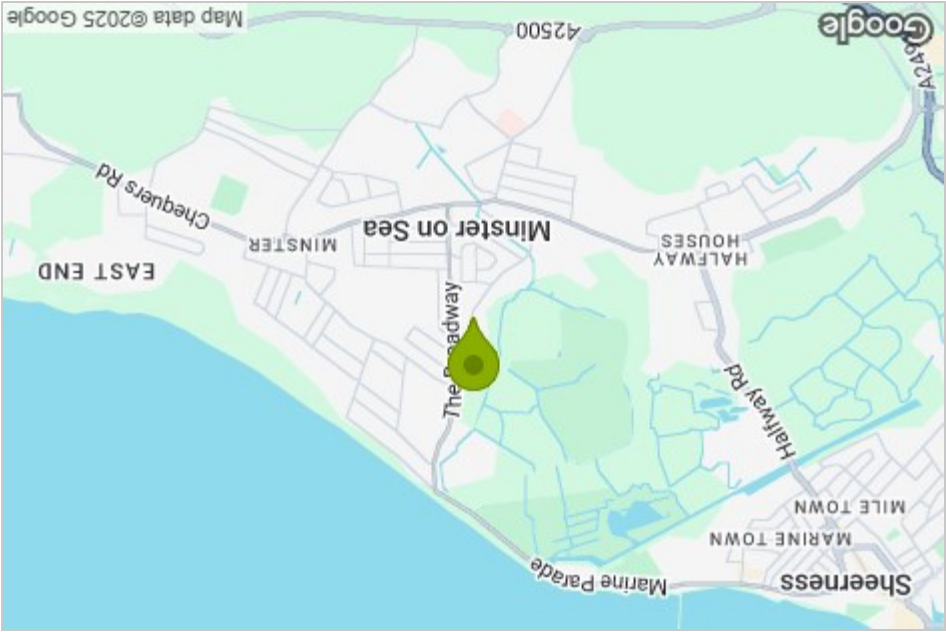 Sheerness
MARINE TOWN
MILE TOWN
Marine Parade
Halfway Rd
The Broadway
HALFWAY
HOUSES
Minster on Sea
MINSTER
EAST END
Chequers Rd
A249
A2500
Google
Map data ©2025 Google